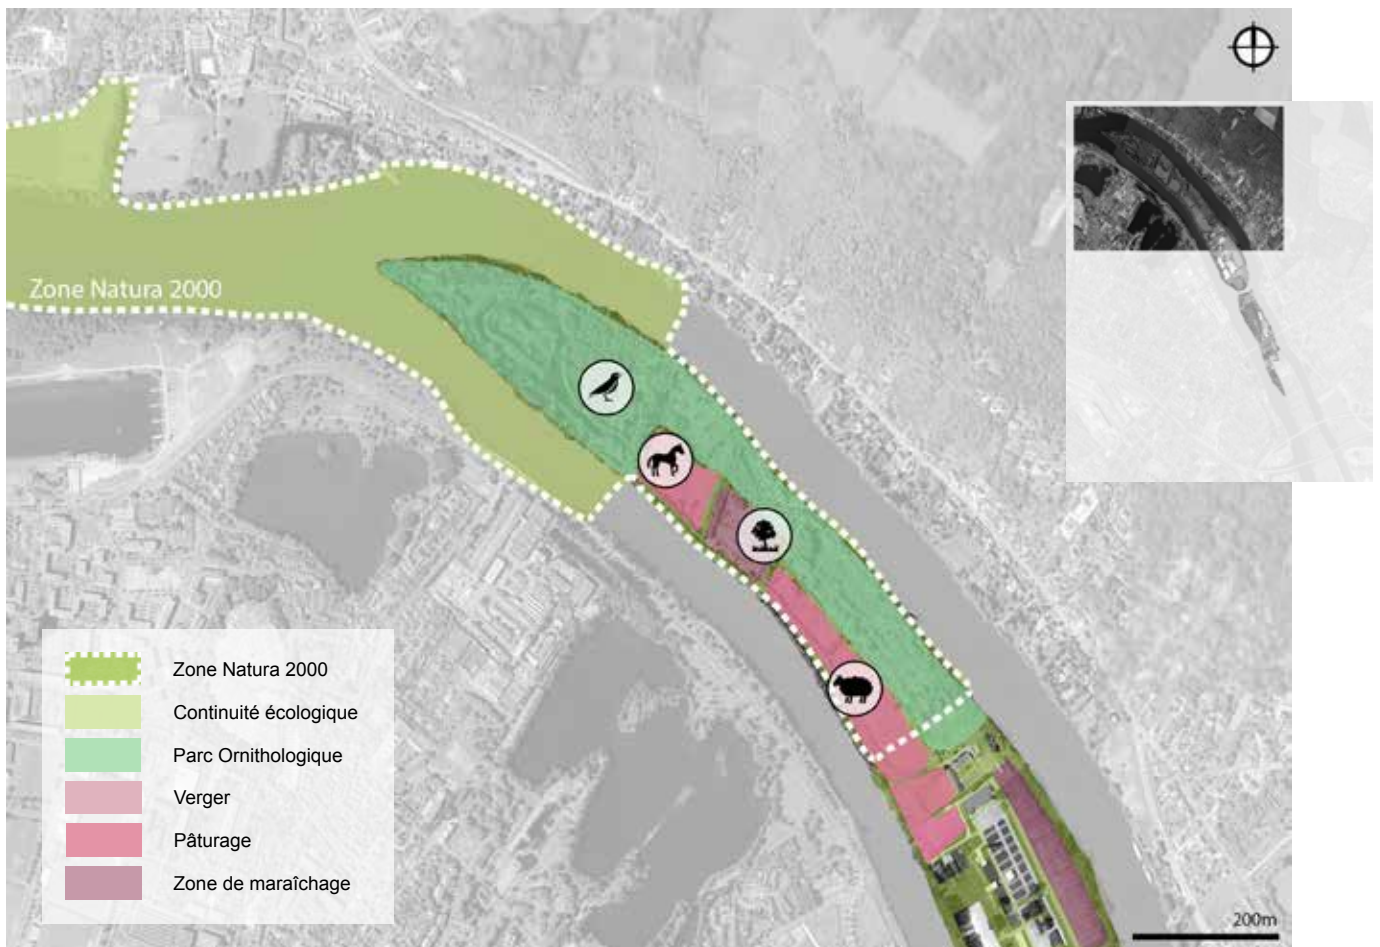 Zone Natura 2000
Zone Natura 2000
Continuité écologique
Parc Ornithologique
Verger
Pâturage
Zone de maraîchage
200m